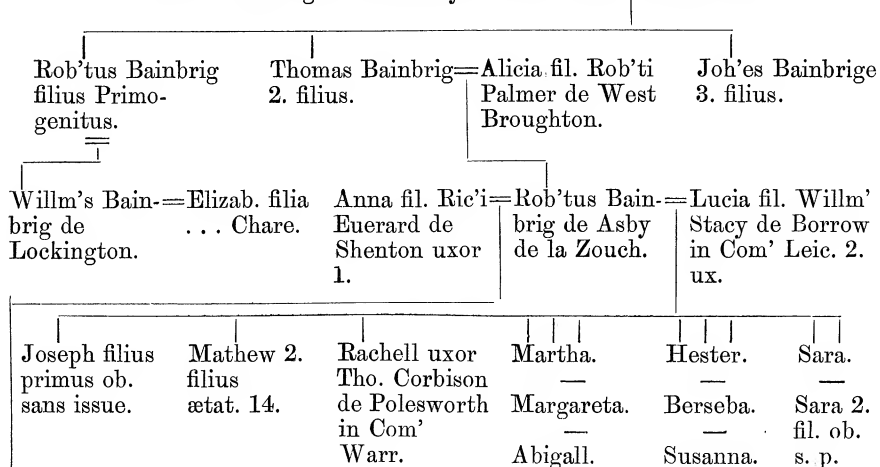 Rob'tus Bainbrig
filius Primo-
genitus.
Thomas Bainbrig=Alicia fil. Rob'ti
2. filius.
Palmer de West
Broughton.
Joh'es Bainbrige
3. filius.
Willm's Bain-=Elizab. filia
brig de
Lockington.
. . . Chare.
Anna fil. Ric'i=Rob'tus Bain-=Lucia fil. Willm'
Euerard de
Shenton uxor
1.
brig de Asby
de la Zouch.
Stacy de Borrow
in Com' Leic. 2.
ux.
Joseph filius
primus ob.
sans issue.
Mathew 2.
filius
ætat. 14.
Rachell uxor
Tho. Corbison
de Polesworth
in Com'
Warr.
Martha.
—
Margareta.
—
Abigall.
Hester.
—
Berseba.
—
Susanna.
Sara.
—
Sara 2.
fil. ob.
s. p.